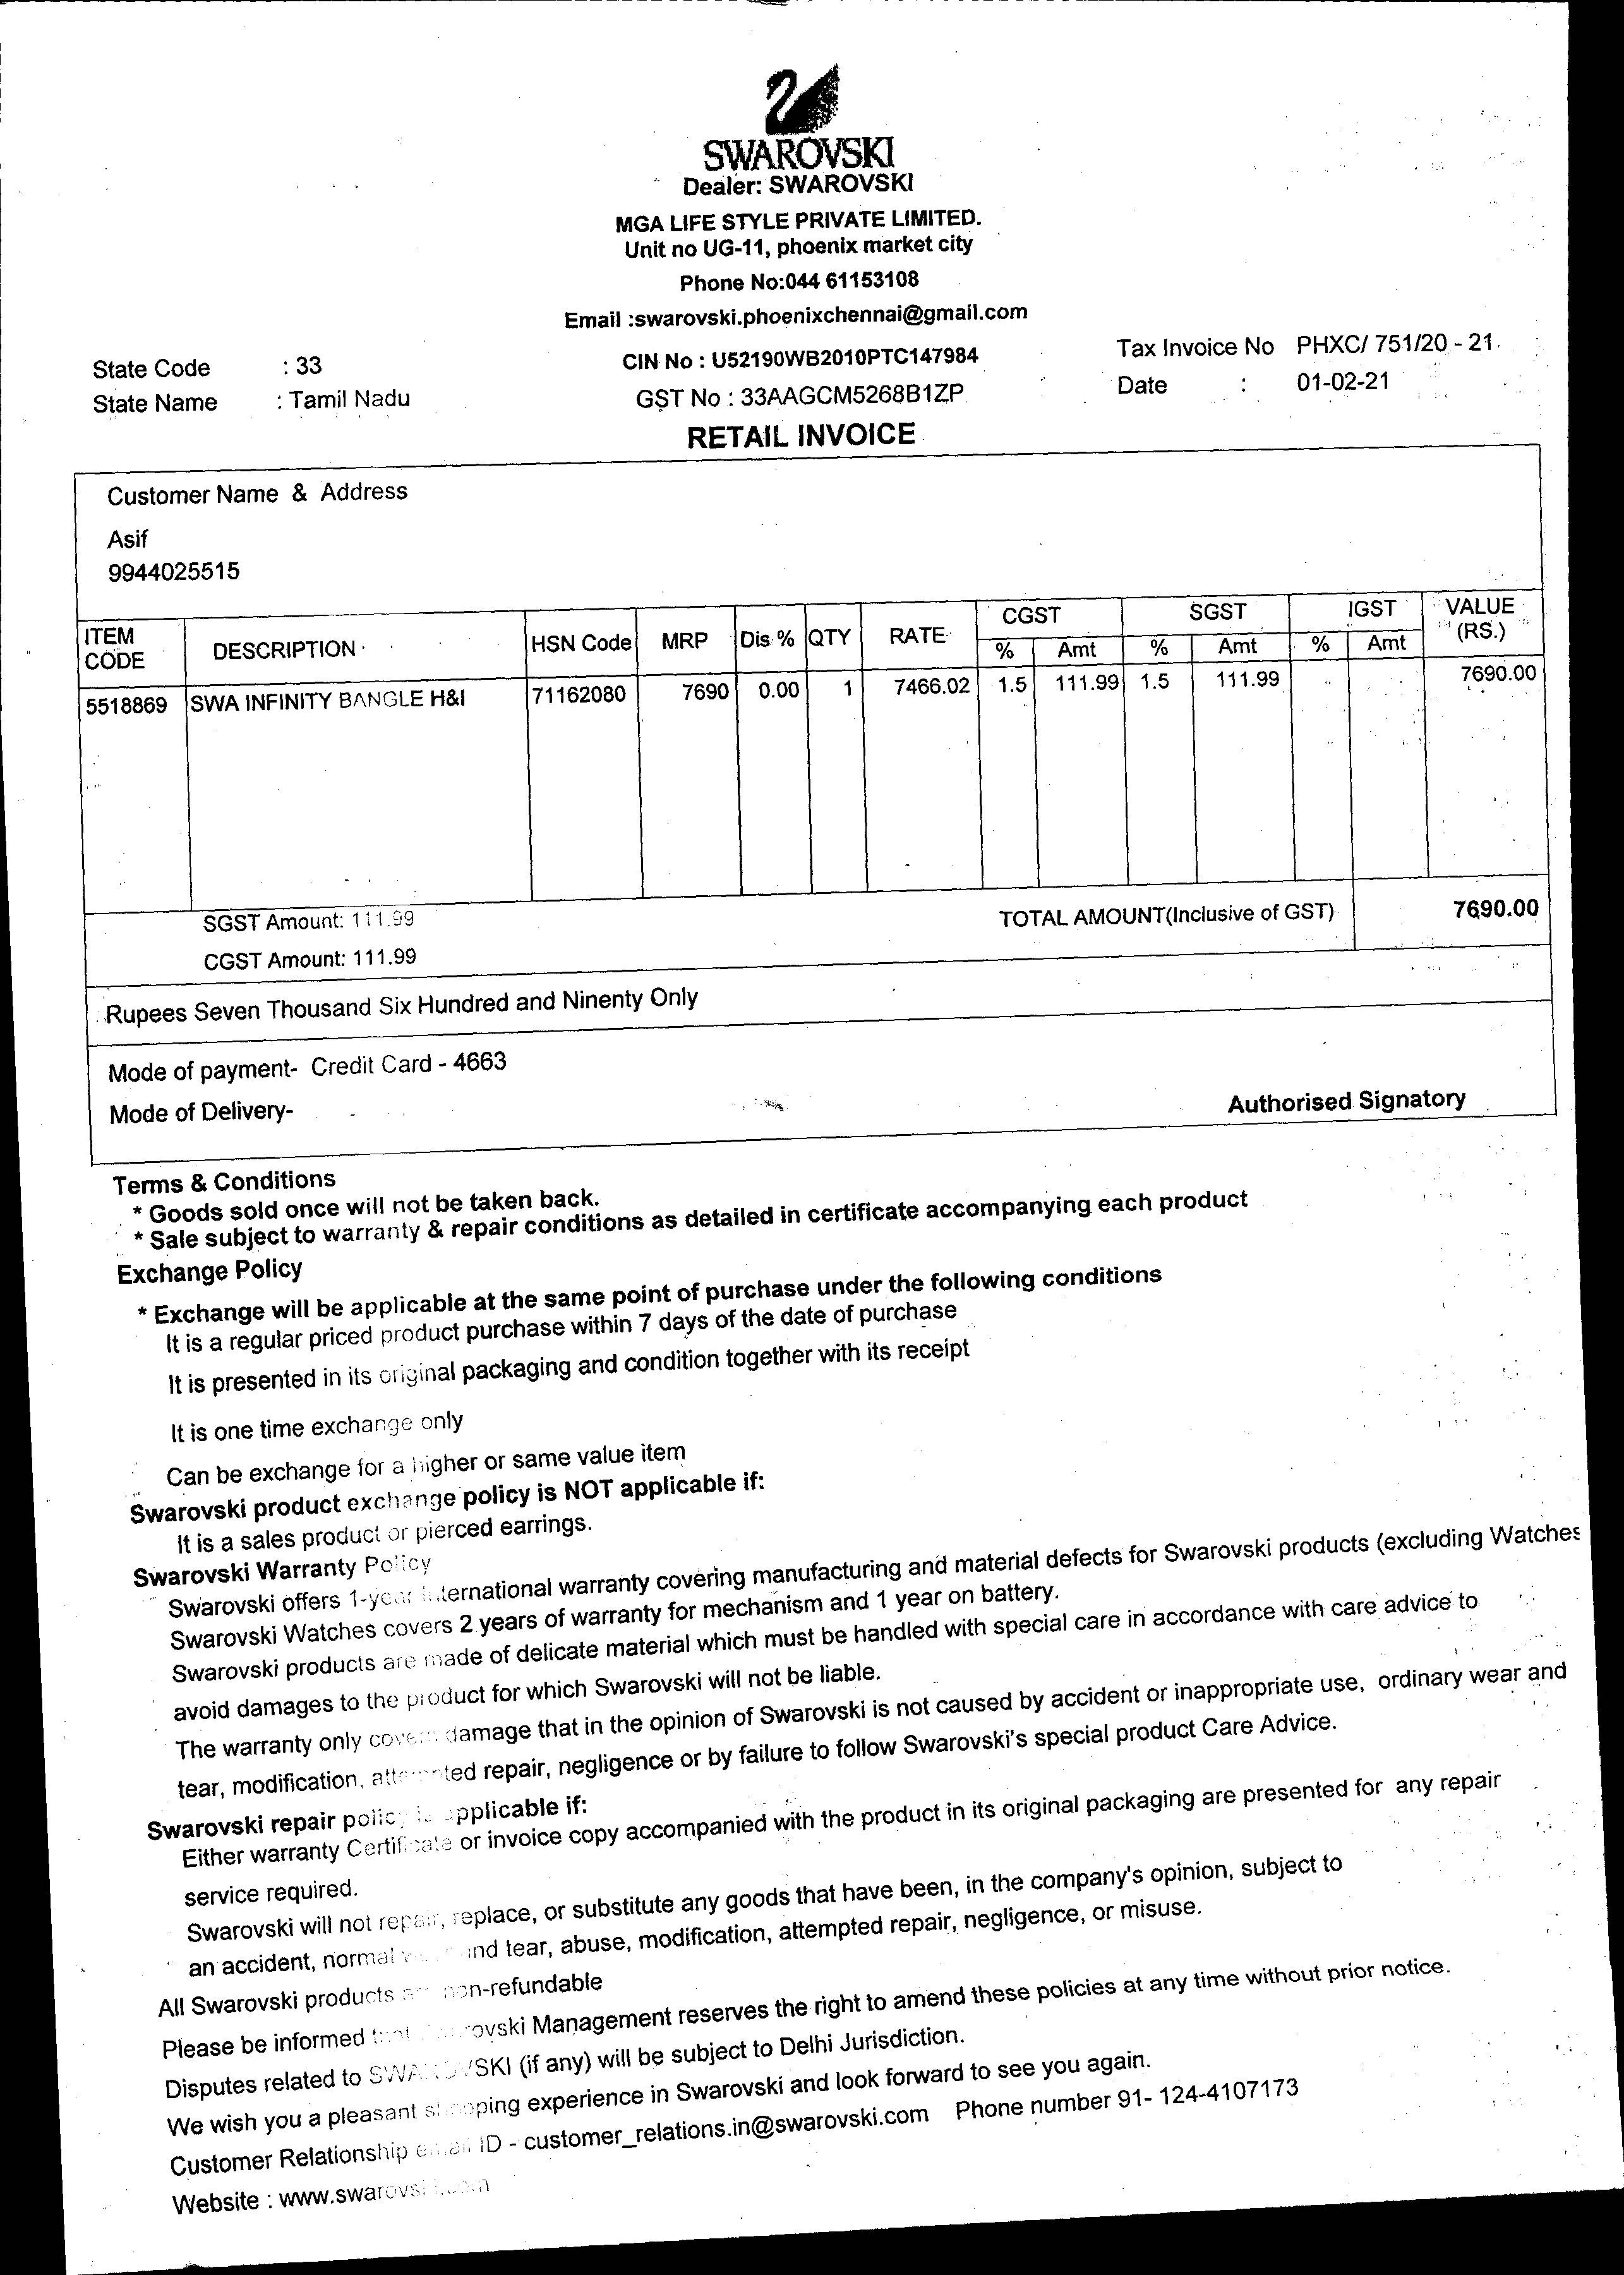 SWAROVSKI
Dealer: SWAROVSKI
MGA LIFE STYLE PRIVATE LIMITED.
Unit no UG-11, phoenix market city
Phone No:044 61153108
Email :swarovski.phoenixchennai@gmail.com
State Code : 33 CIN No : U52190WB2010PTC147984 Tax Invoice No PHXC/ 751/20 - 21
State Name : Tamil Nadu GST No : 33AAGCM5268B1ZP Date : 01-02-21
RETAIL INVOICE
Customer Name & Address
Asif
9944025515
ITEM CODE DESCRIPTION HSN Code MRP Dis % QTY RATE CGST SGST IGST VALUE (RS.)
% Amt % Amt % Amt
5518869 SWA INFINITY BANGLE H&I 71162080 7690 0.00 1 7466.02 1.5 111.99 1.5 111.99 7690.00
SGST Amount: 111.99 TOTAL AMOUNT(Inclusive of GST) 7690.00
CGST Amount: 111.99
Rupees Seven Thousand Six Hundred and Ninenty Only
Mode of payment- Credit Card - 4663
Mode of Delivery- Authorised Signatory
Terms & Conditions
* Goods sold once will not be taken back.
* Sale subject to warranty & repair conditions as detailed in certificate accompanying each product
Exchange Policy
* Exchange will be applicable at the same point of purchase under the following conditions
It is a regular priced product purchase within 7 days of the date of purchase
It is presented in its original packaging and condition together with its receipt
It is one time exchange only
Can be exchange for a higher or same value item
Swarovski product exchange policy is NOT applicable if:
It is a sales product or pierced earrings.
Swarovski Warranty Policy
Swarovski offers 1-year international warranty covering manufacturing and material defects for Swarovski products (excluding Watches
Swarovski Watches covers 2 years of warranty for mechanism and 1 year on battery.
Swarovski products are made of delicate material which must be handled with special care in accordance with care advice to
avoid damages to the product for which Swarovski will not be liable.
The warranty only covers damage that in the opinion of Swarovski is not caused by accident or inappropriate use, ordinary wear and
tear, modification, attempted repair, negligence or by failure to follow Swarovski's special product Care Advice.
Swarovski repair policy is applicable if:
Either warranty Certificate or invoice copy accompanied with the product in its original packaging are presented for any repair
service required.
Swarovski will not repair, replace, or substitute any goods that have been, in the company's opinion, subject to
an accident, normal wear and tear, abuse, modification, attempted repair, negligence, or misuse.
All Swarovski products are non-refundable
Please be informed that Swarovski Management reserves the right to amend these policies at any time without prior notice.
Disputes related to SWAROVSKI (if any) will be subject to Delhi Jurisdiction.
We wish you a pleasant shopping experience in Swarovski and look forward to see you again.
Customer Relationship email ID - customer_relations.in@swarovski.com Phone number 91- 124-4107173
Website : www.swarovski.com